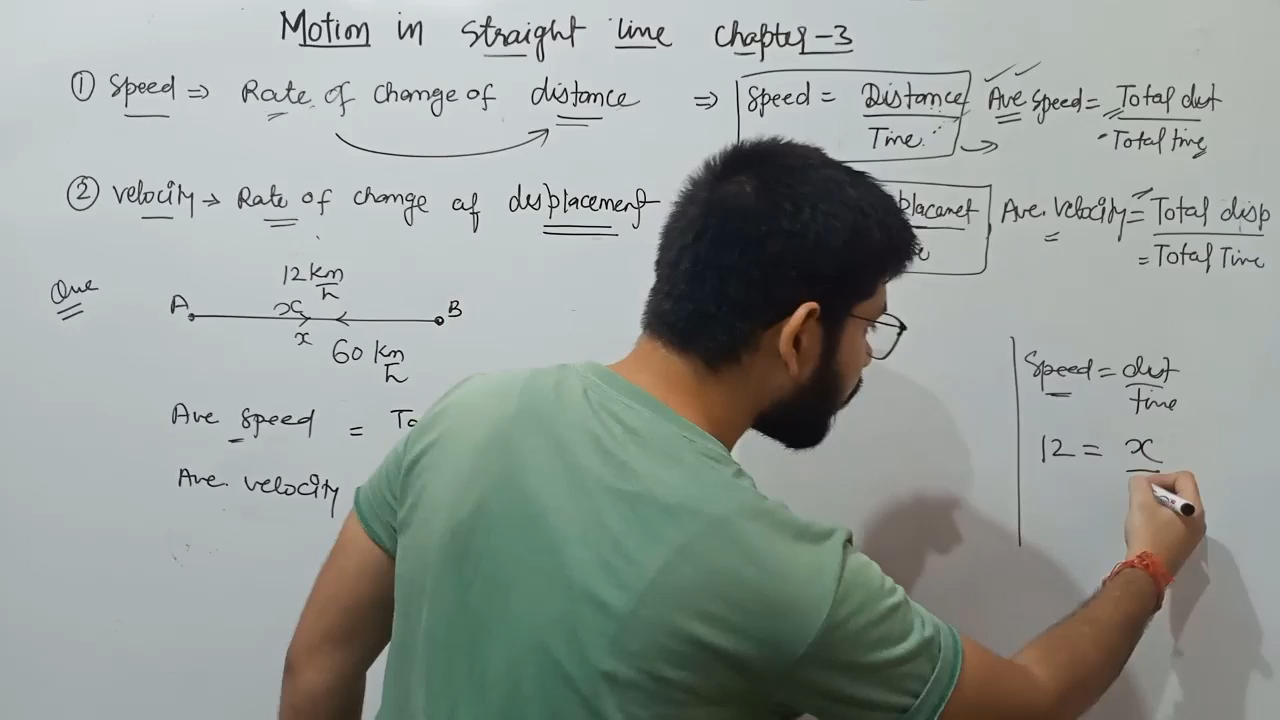 Motion in straight line chapter-3
① Speed ⇒ Rate of change of distance ⇒ Speed = Distance / Time Ave speed = Total dist / Total time
② velocity → Rate of change of displacement Ave. velocity = Total disp / = Total Time
Que
12 km/h
A x B
x 60 km/h
Ave speed =
Ave. velocity
Speed = dist / time
12 = x